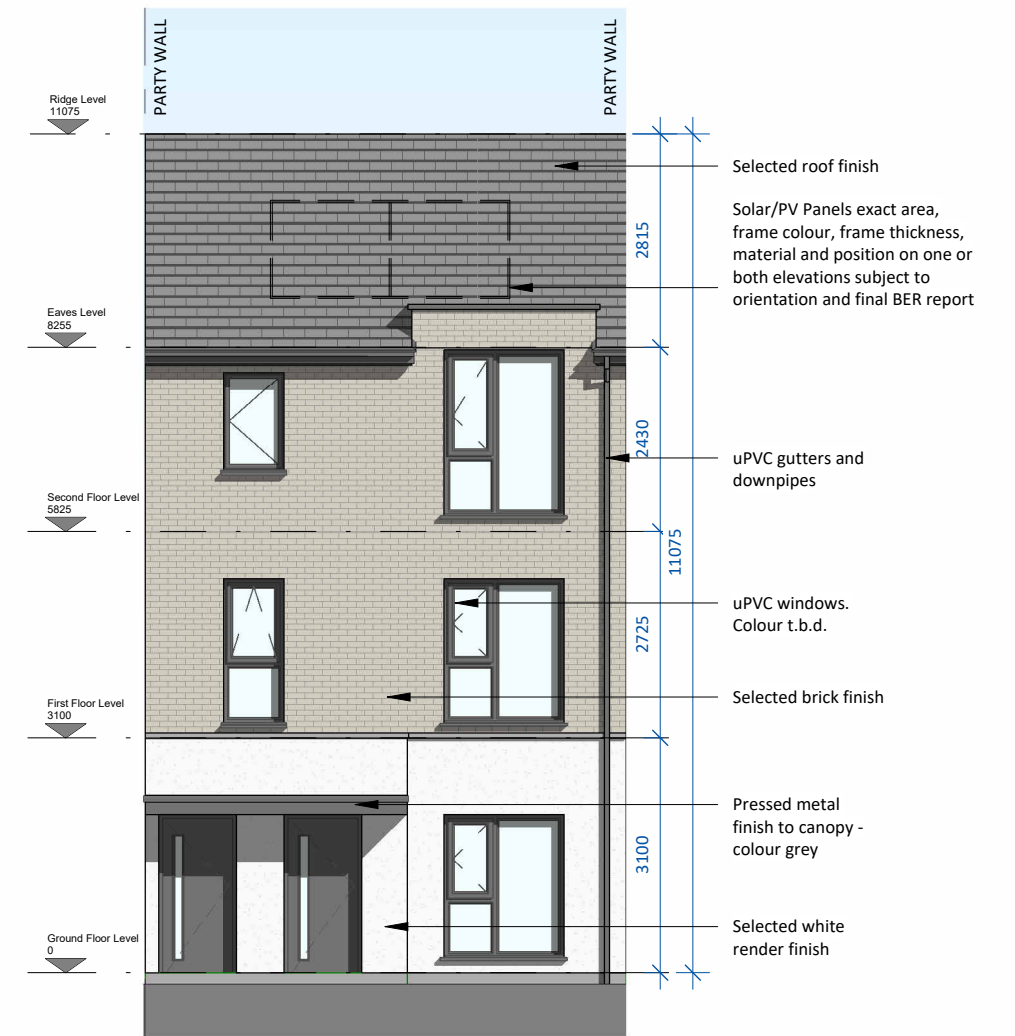 PARTY WALL
PARTY WALL
Ridge Level
11075
Selected roof finish
Solar/PV Panels exact area,
frame colour, frame thickness,
material and position on one or
both elevations subject to
orientation and final BER report
2815
Eaves Level
8255
2430
uPVC gutters and
downpipes
Second Floor Level
5825
11075
uPVC windows.
Colour t.b.d.
2725
Selected brick finish
First Floor Level
3100
Pressed metal
finish to canopy -
colour grey
3100
Selected white
render finish
Ground Floor Level
0